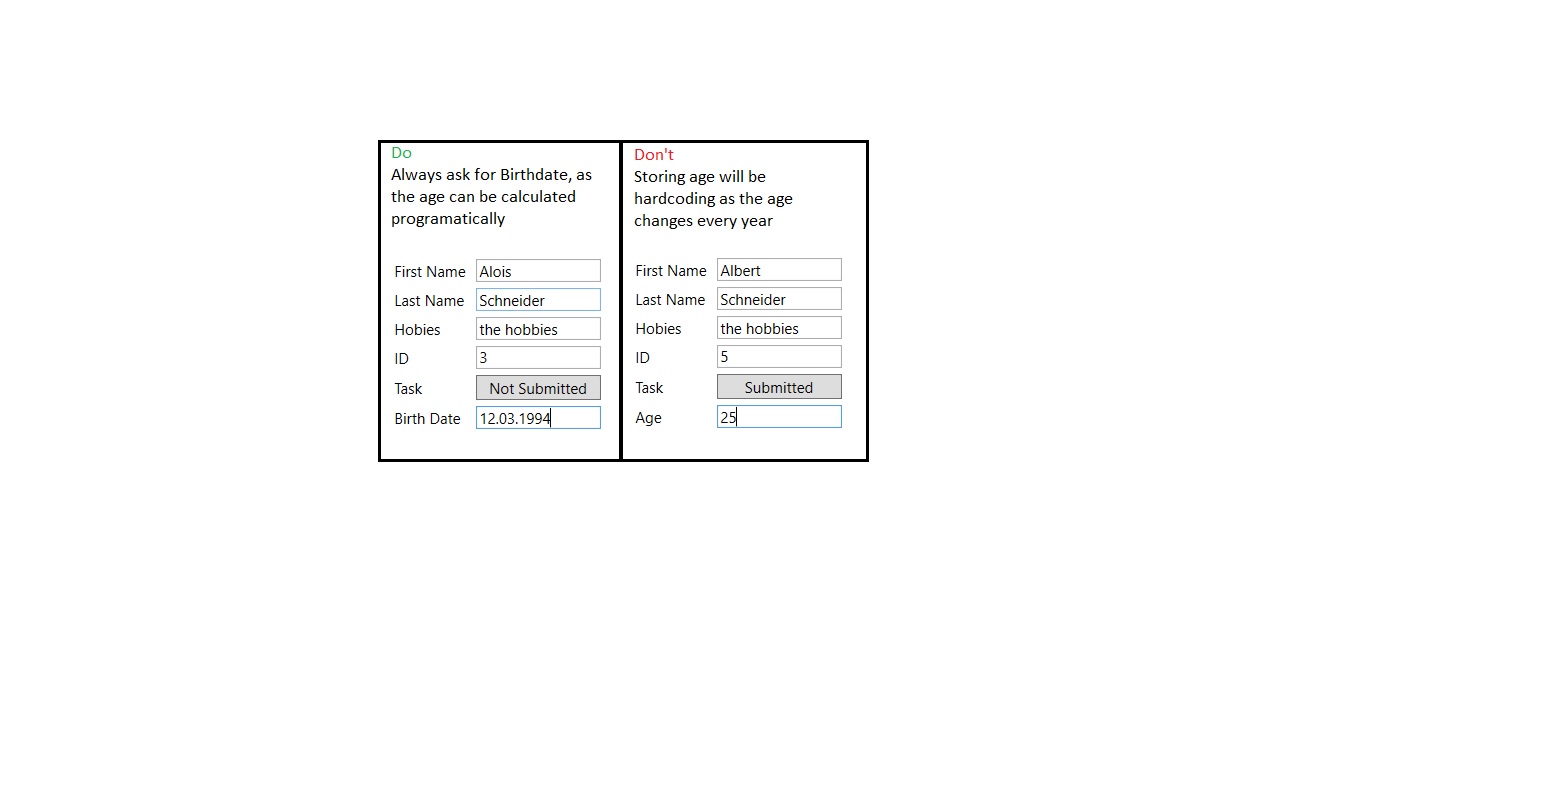 Do
Always ask for Birthdate, as
the age can be calculated
programatically
First Name Alois
Last Name Schneider
Hobies the hobbies
ID 3
Task Not Submitted
Birth Date 12.03.1994
Don't
Storing age will be
hardcoding as the age
changes every year
First Name Albert
Last Name Schneider
Hobies the hobbies
ID 5
Task Submitted
Age 25